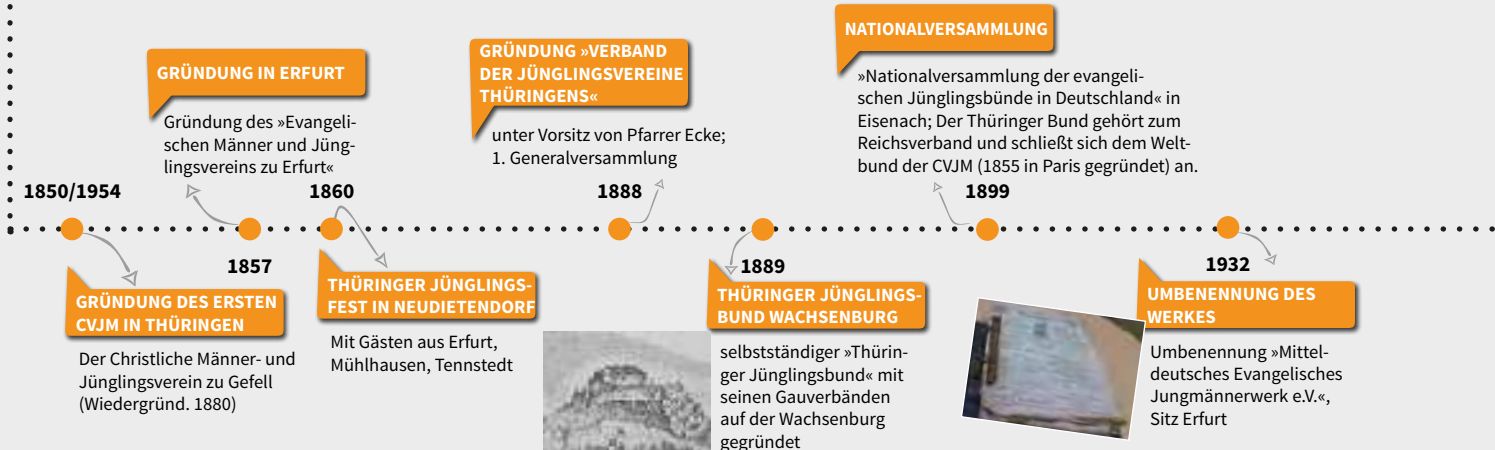 1850/1954
GRÜNDUNG DES ERSTEN
CVJM IN THÜRINGEN
Der Christliche Männer- und
Jünglingsverein zu Gefell
(Wiedergründ. 1880)
GRÜNDUNG IN ERFURT
Gründung des »Evangeli-
schen Männer und Jüng-
lingsvereins zu Erfurt«
1857
1860
THÜRINGER JÜNGLINGS-
FEST IN NEUDIETENDORF
Mit Gästen aus Erfurt,
Mühlhausen, Tennstedt
GRÜNDUNG »VERBAND
DER JÜNGLINGSVEREINE
THÜRINGENS«
unter Vorsitz von Pfarrer Ecke;
1. Generalversammlung
1888
1889
THÜRINGER JÜNGLINGS-
BUND WACHSENBURG
selbstständiger »Thürin-
ger Jünglingsbund« mit
seinen Gauverbänden
auf der Wachsenburg
gegründet
NATIONALVERSAMMLUNG
»Nationalversammlung der evangeli-
schen Jünglingsbünde in Deutschland« in
Eisenach; Der Thüringer Bund gehört zum
Reichsverband und schließt sich dem Welt-
bund der CVJM (1855 in Paris gegründet) an.
1899
1932
UMBENENNUNG DES
WERKES
Umbenennung »Mittel-
deutsches Evangelisches
Jungmännerwerk e.V.«,
Sitz Erfurt